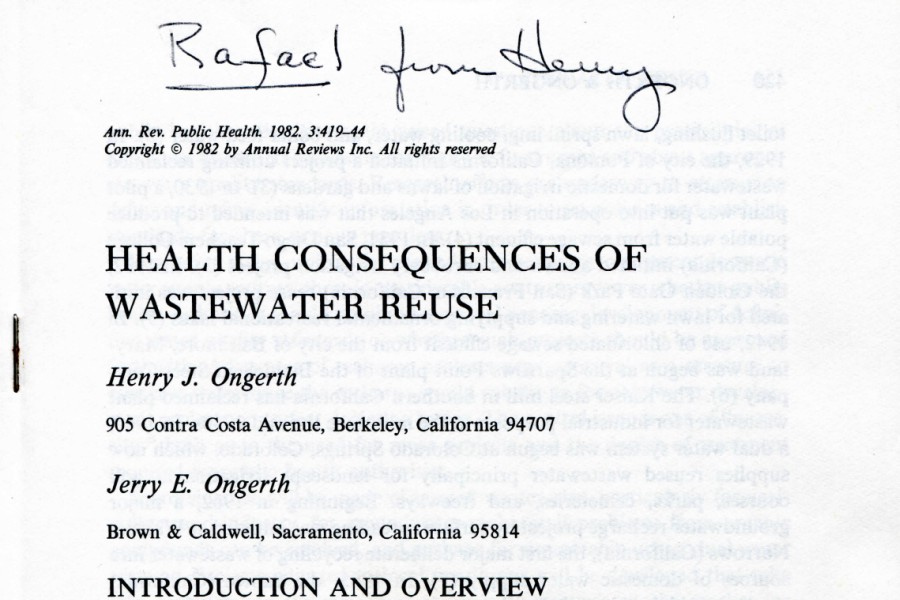 Rafael from Henry
Ann. Rev. Public Health. 1982. 3:419–44
Copyright © 1982 by Annual Reviews Inc. All rights reserved
HEALTH CONSEQUENCES OF
WASTEWATER REUSE
Henry J. Ongerth
905 Contra Costa Avenue, Berkeley, California 94707
Jerry E. Ongerth
Brown & Caldwell, Sacramento, California 95814
INTRODUCTION AND OVERVIEW